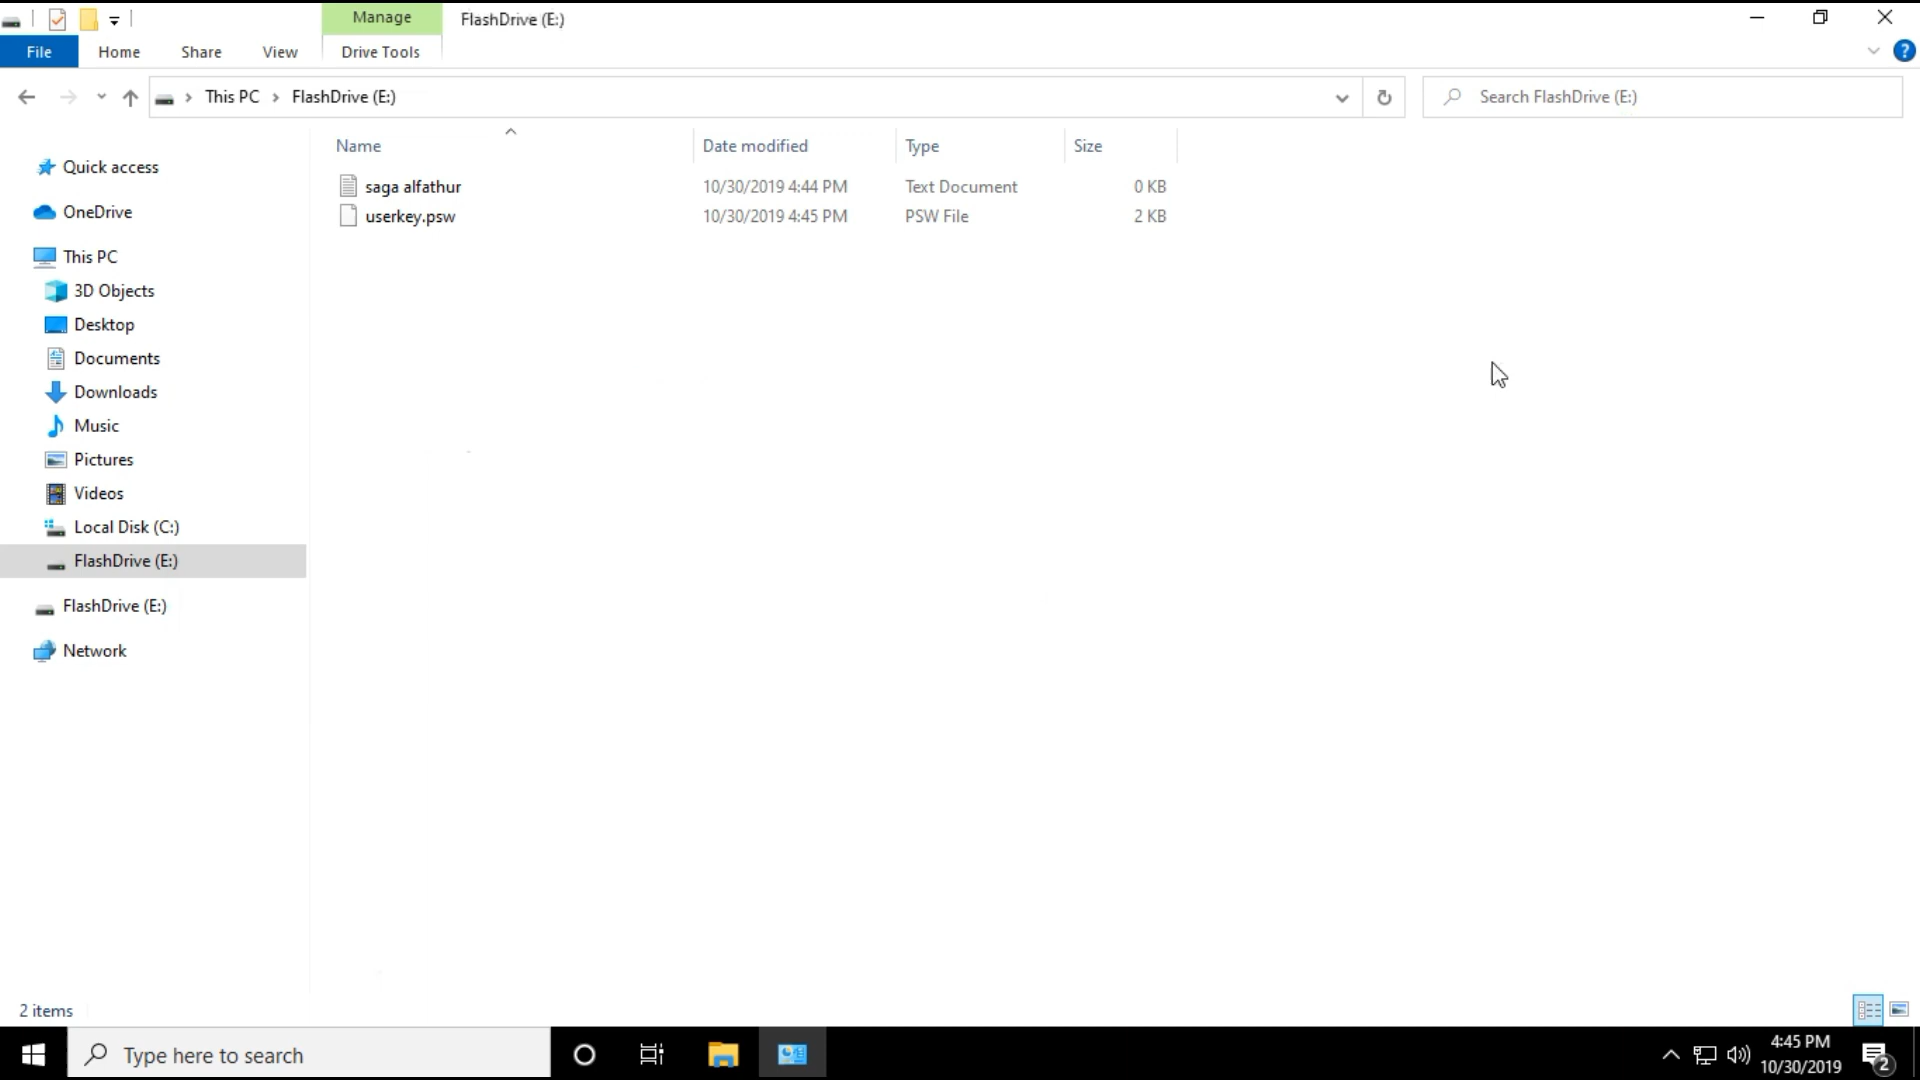 Manage
FlashDrive (E:)
File
Home
Share
View
Drive Tools
This PC
FlashDrive (E:)
Search FlashDrive (E:)
Name
Date modified
Type
Size
saga alfathur
10/30/2019 4:44 PM
Text Document
0 KB
userkey.psw
10/30/2019 4:45 PM
PSW File
2 KB
Quick access
OneDrive
This PC
3D Objects
Desktop
Documents
Downloads
Music
Pictures
Videos
Local Disk (C:)
FlashDrive (E:)
FlashDrive (E:)
Network
2 items
Type here to search
4:45 PM
10/30/2019
2